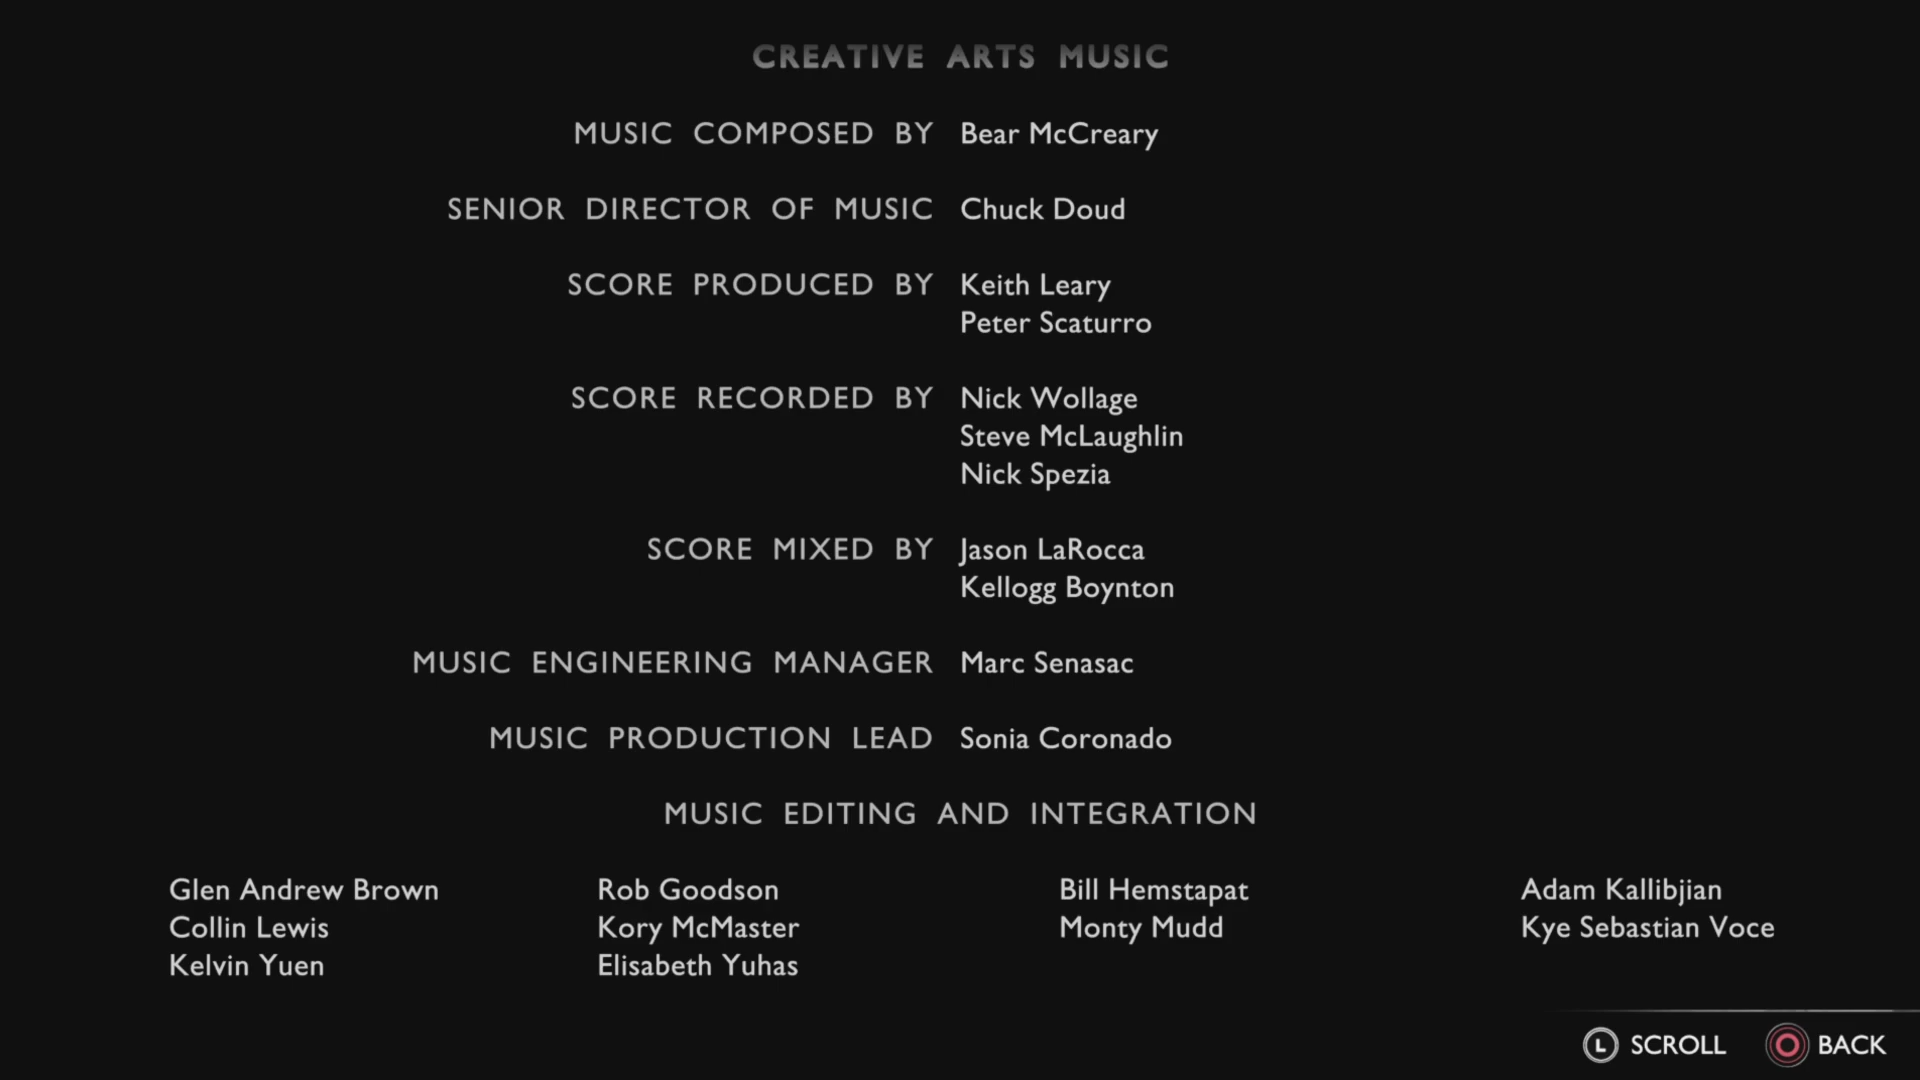 CREATIVE ARTS MUSIC
MUSIC COMPOSED BY Bear McCreary
SENIOR DIRECTOR OF MUSIC Chuck Doud
SCORE PRODUCED BY Keith Leary
Peter Scaturro
SCORE RECORDED BY Nick Wollage
Steve McLaughlin
Nick Spezia
SCORE MIXED BY Jason LaRocca
Kellogg Boynton
MUSIC ENGINEERING MANAGER Marc Senasac
MUSIC PRODUCTION LEAD Sonia Coronado
MUSIC EDITING AND INTEGRATION
Glen Andrew Brown Rob Goodson Bill Hemstapat Adam Kallibjian
Collin Lewis Kory McMaster Monty Mudd Kye Sebastian Voce
Kelvin Yuen Elisabeth Yuhas
L SCROLL BACK